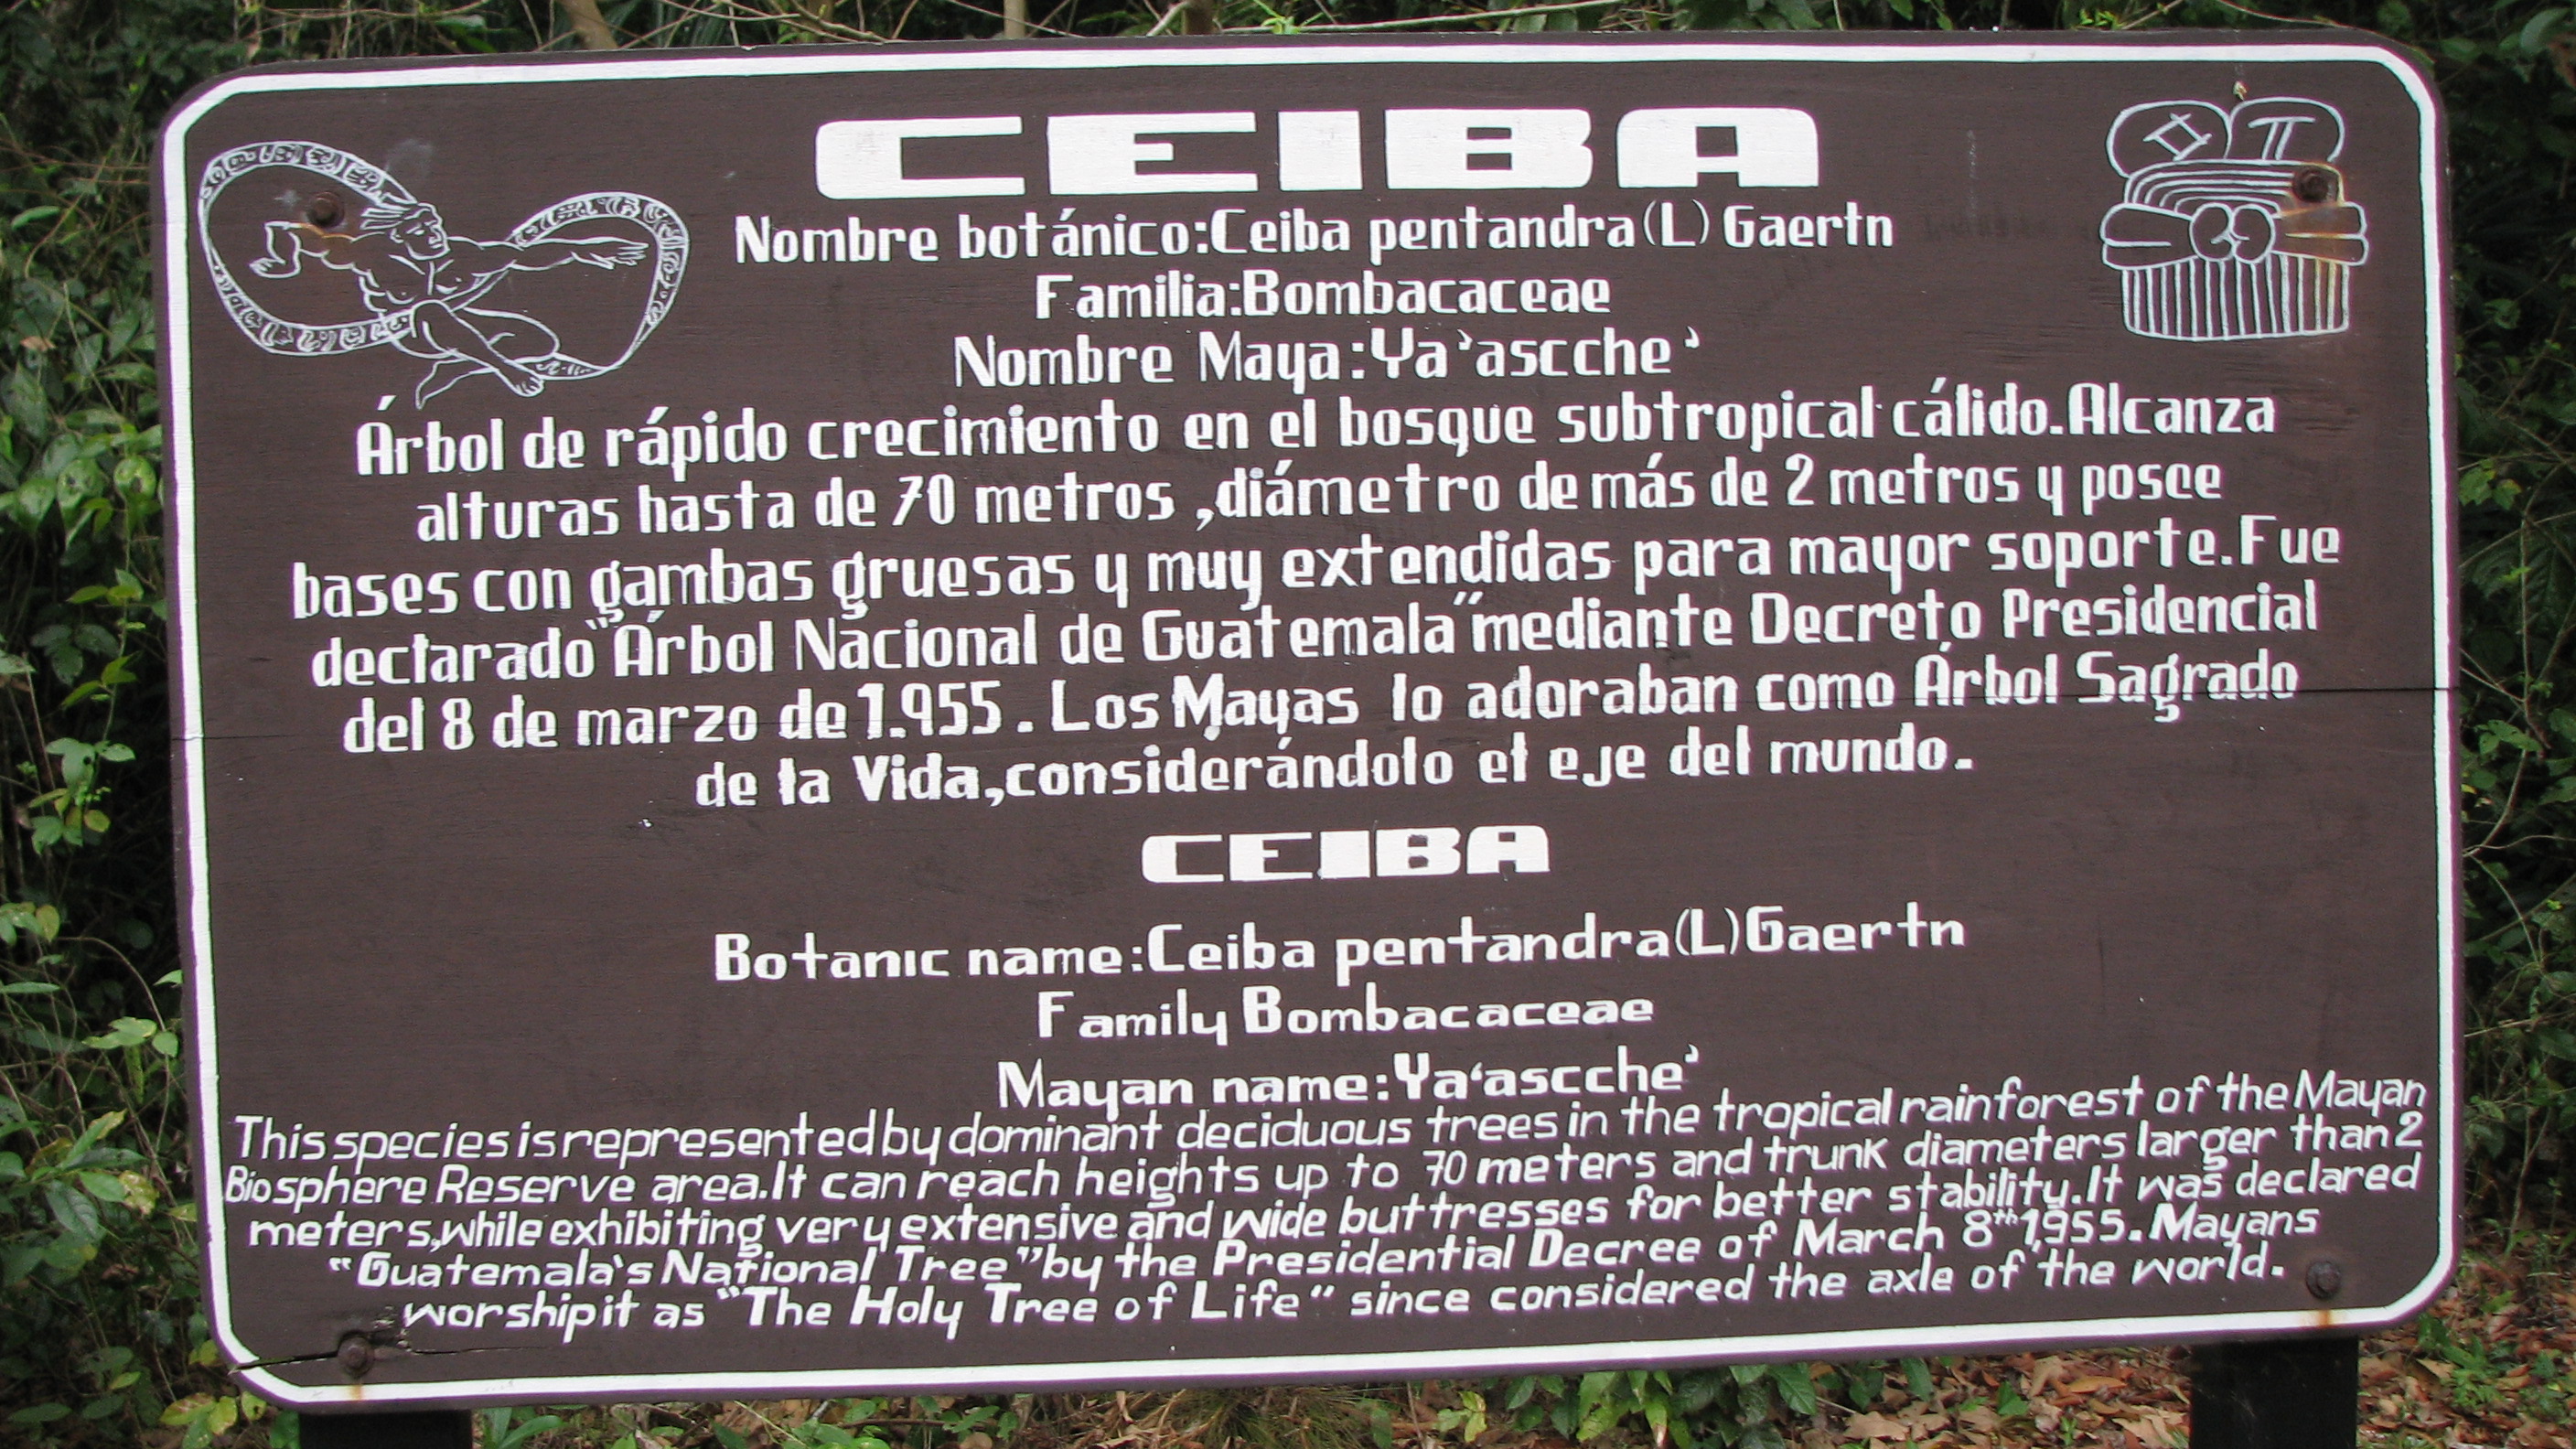 CEIBA
Nombre botánico:Ceiba pentandra(L) Gaertn
Familia:Bombacaceae
Nombre Maya:Ya'ascche'
Árbol de rápido crecimiento en el bosque subtropical cálido.Alcanza
alturas hasta de 70 metros ,diámetro de más de 2 metros y posee
bases con gambas gruesas y muy extendidas para mayor soporte.Fue
declarado "Árbol Nacional de Guatemala" mediante Decreto Presidencial
del 8 de marzo de 1.955. Los Mayas lo adoraban como Árbol Sagrado
de la Vida,considerándolo el eje del mundo.
CEIBA
Botanic name:Ceiba pentandra(L)Gaertn
Family Bombacaceae
Mayan name:Ya'ascche'
This species is represented by dominant deciduous trees in the tropical rainforest of the Mayan
Biosphere Reserve area.It can reach heights up to 70 meters and trunk diameters larger than 2
meters,while exhibiting very extensive and wide buttresses for better stability.It was declared
"Guatemala's National Tree" by the Presidential Decree of March 8th 1,955. Mayans
worship it as "The Holy Tree of Life" since considered the axle of the world.